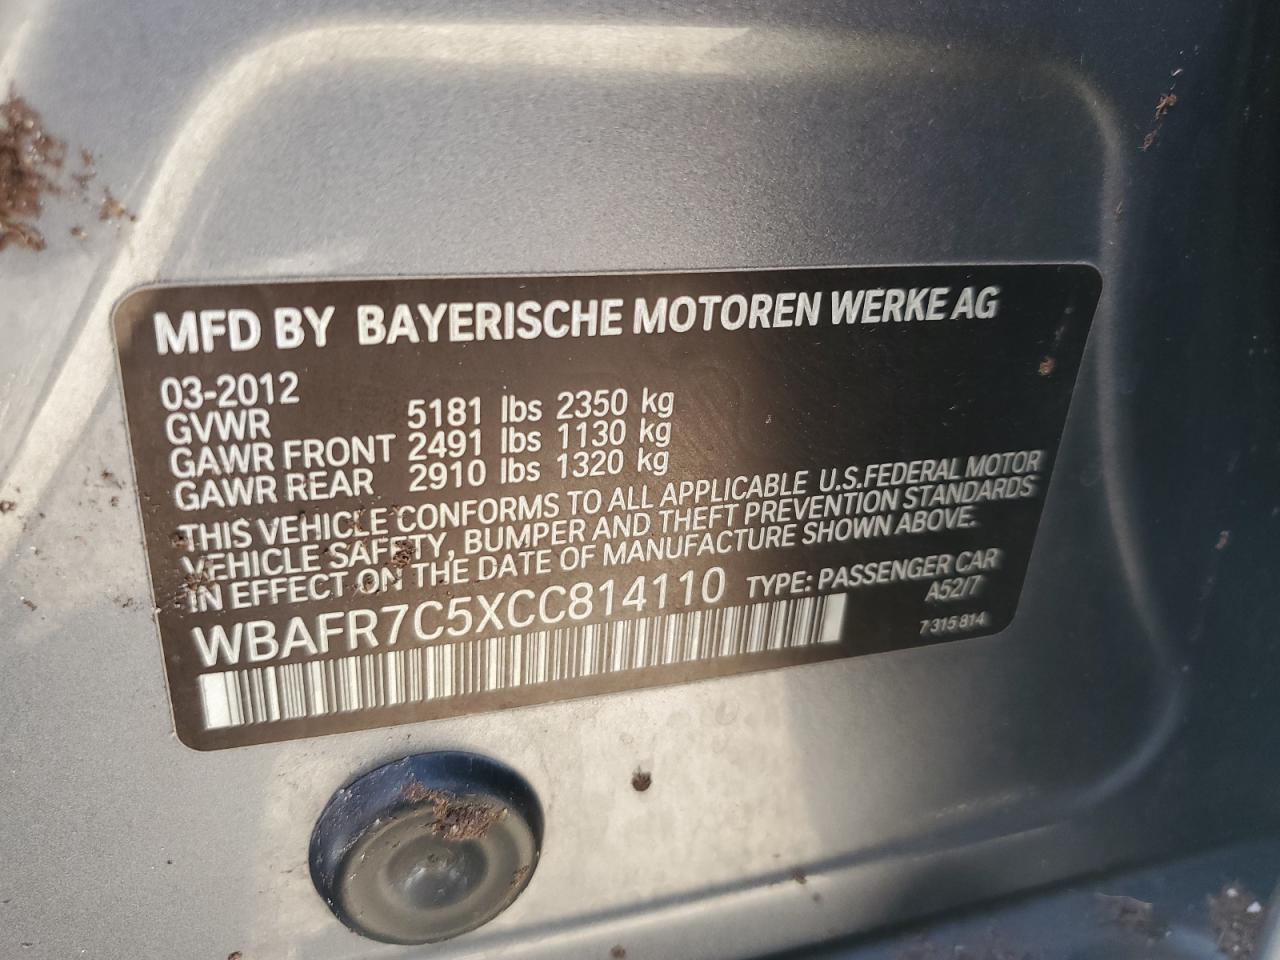 MFD BY BAYERISCHE MOTOREN WERKE AG
03-2012
GVWR 5181 lbs 2350 kg
GAWR FRONT 2491 lbs 1130 kg
GAWR REAR 2910 lbs 1320 kg
THIS VEHICLE CONFORMS TO ALL APPLICABLE U.S.FEDERAL MOTOR
VEHICLE SAFETY, BUMPER AND THEFT PREVENTION STANDARDS
IN EFFECT ON THE DATE OF MANUFACTURE SHOWN ABOVE.
WBAFR7C5XCC814110 TYPE: PASSENGER CAR
A52/7
7 315 814